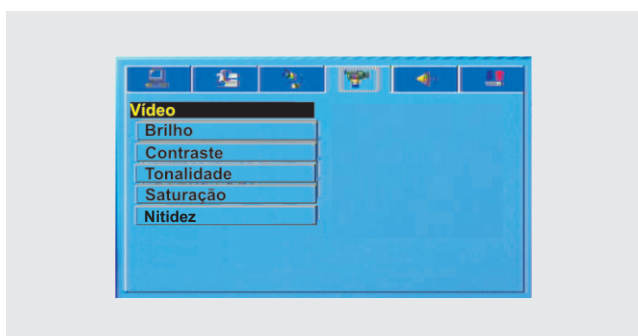 Vídeo
Brilho
Contraste
Tonalidade
Saturação
Nitidez